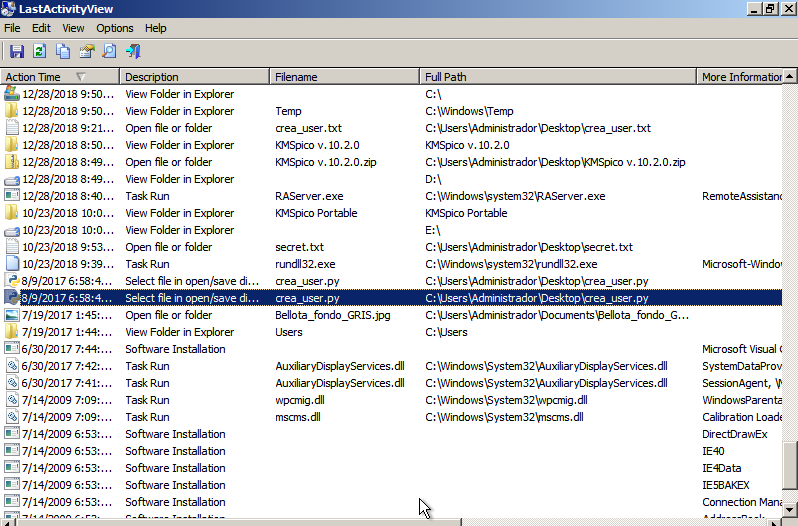 LastActivityView
File Edit View Options Help
Action Time Description Filename Full Path More Information
12/28/2018 9:50... View Folder in Explorer C:\
12/28/2018 9:50... View Folder in Explorer Temp C:\Windows\Temp
12/28/2018 9:21... Open file or folder crea_user.txt C:\Users\Administrador\Desktop\crea_user.txt
12/28/2018 8:50... View Folder in Explorer KMSpico v.10.2.0 KMSpico v.10.2.0
12/28/2018 8:49... Open file or folder KMSpico v.10.2.0.zip C:\Users\Administrador\Desktop\KMSpico v.10.2.0.zip
12/28/2018 8:49... View Folder in Explorer D:\
12/28/2018 8:40... Task Run RAServer.exe C:\Windows\system32\RAServer.exe RemoteAssistanc
10/23/2018 10:0... View Folder in Explorer KMSpico Portable KMSpico Portable
10/23/2018 10:0... View Folder in Explorer E:\
10/23/2018 9:53... Open file or folder secret.txt C:\Users\Administrador\Desktop\secret.txt
10/23/2018 9:39... Task Run rundll32.exe C:\Windows\system32\rundll32.exe Microsoft-Window
8/9/2017 6:58:4... Select file in open/save di... crea_user.py C:\Users\Administrador\Desktop\crea_user.py
8/9/2017 6:58:4... Select file in open/save di... crea_user.py C:\Users\Administrador\Desktop\crea_user.py
7/19/2017 1:45:... Open file or folder Bellota_fondo_GRIS.jpg C:\Users\Administrador\Documents\Bellota_fondo_G...
7/19/2017 1:44:... View Folder in Explorer Users C:\Users
6/30/2017 7:44:... Software Installation Microsoft Visual C
6/30/2017 7:42:... Task Run AuxiliaryDisplayServices.dll C:\Windows\System32\AuxiliaryDisplayServices.dll SystemDataProv
6/30/2017 7:41:... Task Run AuxiliaryDisplayServices.dll C:\Windows\System32\AuxiliaryDisplayServices.dll SessionAgent, \M
7/14/2009 7:09:... Task Run wpcmig.dll C:\Windows\System32\wpcmig.dll WindowsParenta
7/14/2009 7:09:... Task Run mscms.dll C:\Windows\System32\mscms.dll Calibration Loade
7/14/2009 6:53:... Software Installation DirectDrawEx
7/14/2009 6:53:... Software Installation IE40
7/14/2009 6:53:... Software Installation IE4Data
7/14/2009 6:53:... Software Installation IE5BAKEX
7/14/2009 6:53:... Software Installation Connection Mana
7/14/2009 6:53:... Software Installation AddressBook